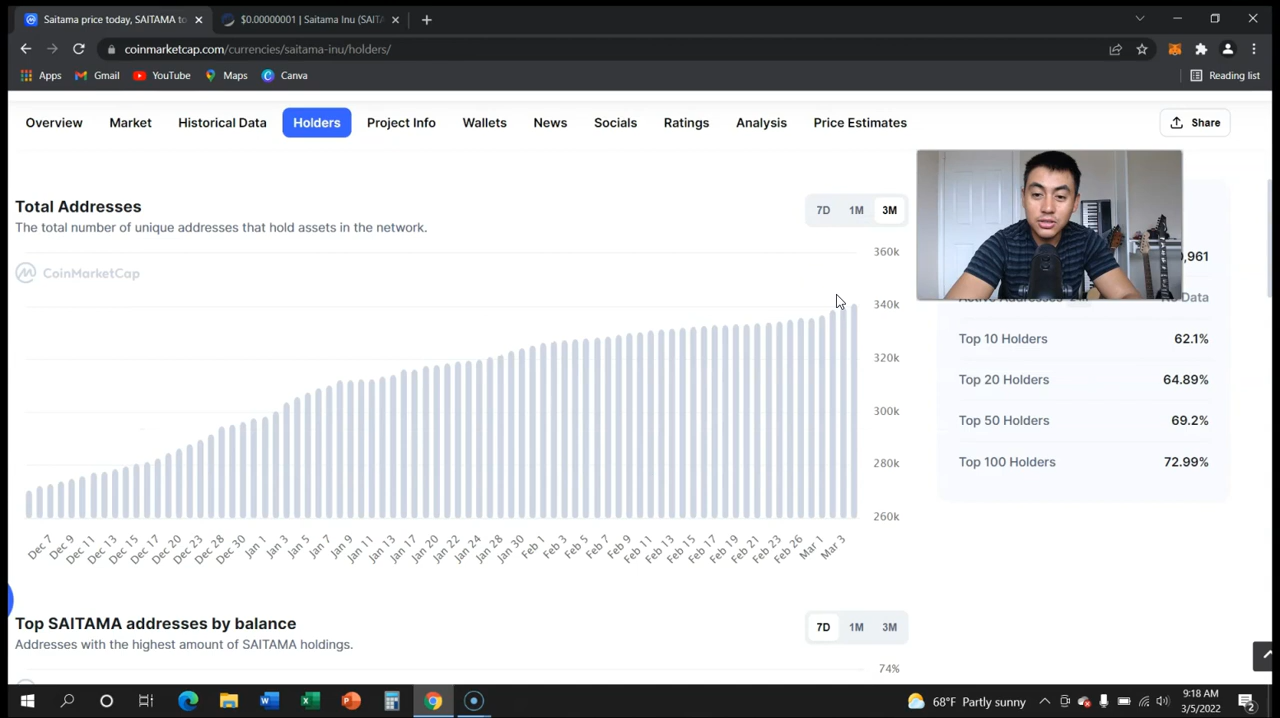 Saitama price today, SAITAMA to
$0.00000001 | Saitama Inu (SAITA
coinmarketcap.com/currencies/saitama-inu/holders/
Apps Gmail YouTube Maps Canva Reading list
Overview Market Historical Data Holders Project Info Wallets News Socials Ratings Analysis Price Estimates Share
Total Addresses
The total number of unique addresses that hold assets in the network.
7D 1M 3M
CoinMarketCap
360k
340k
320k
300k
280k
260k
Dec 7 Dec 9 Dec 11 Dec 13 Dec 15 Dec 17 Dec 20 Dec 23 Dec 28 Dec 30 Jan 1 Jan 3 Jan 5 Jan 7 Jan 9 Jan 13 Jan 17 Jan 20 Jan 22 Jan 24 Jan 28 Jan 30 Feb 1 Feb 3 Feb 5 Feb 7 Feb 9 Feb 11 Feb 13 Feb 15 Feb 17 Feb 19 Feb 21 Feb 23 Feb 26 Mar 1 Mar 3
,961
Data
Top 10 Holders 62.1%
Top 20 Holders 64.89%
Top 50 Holders 69.2%
Top 100 Holders 72.99%
Top SAITAMA addresses by balance
Addresses with the highest amount of SAITAMA holdings.
7D 1M 3M
74%
68°F Partly sunny
9:18 AM
3/5/2022
2